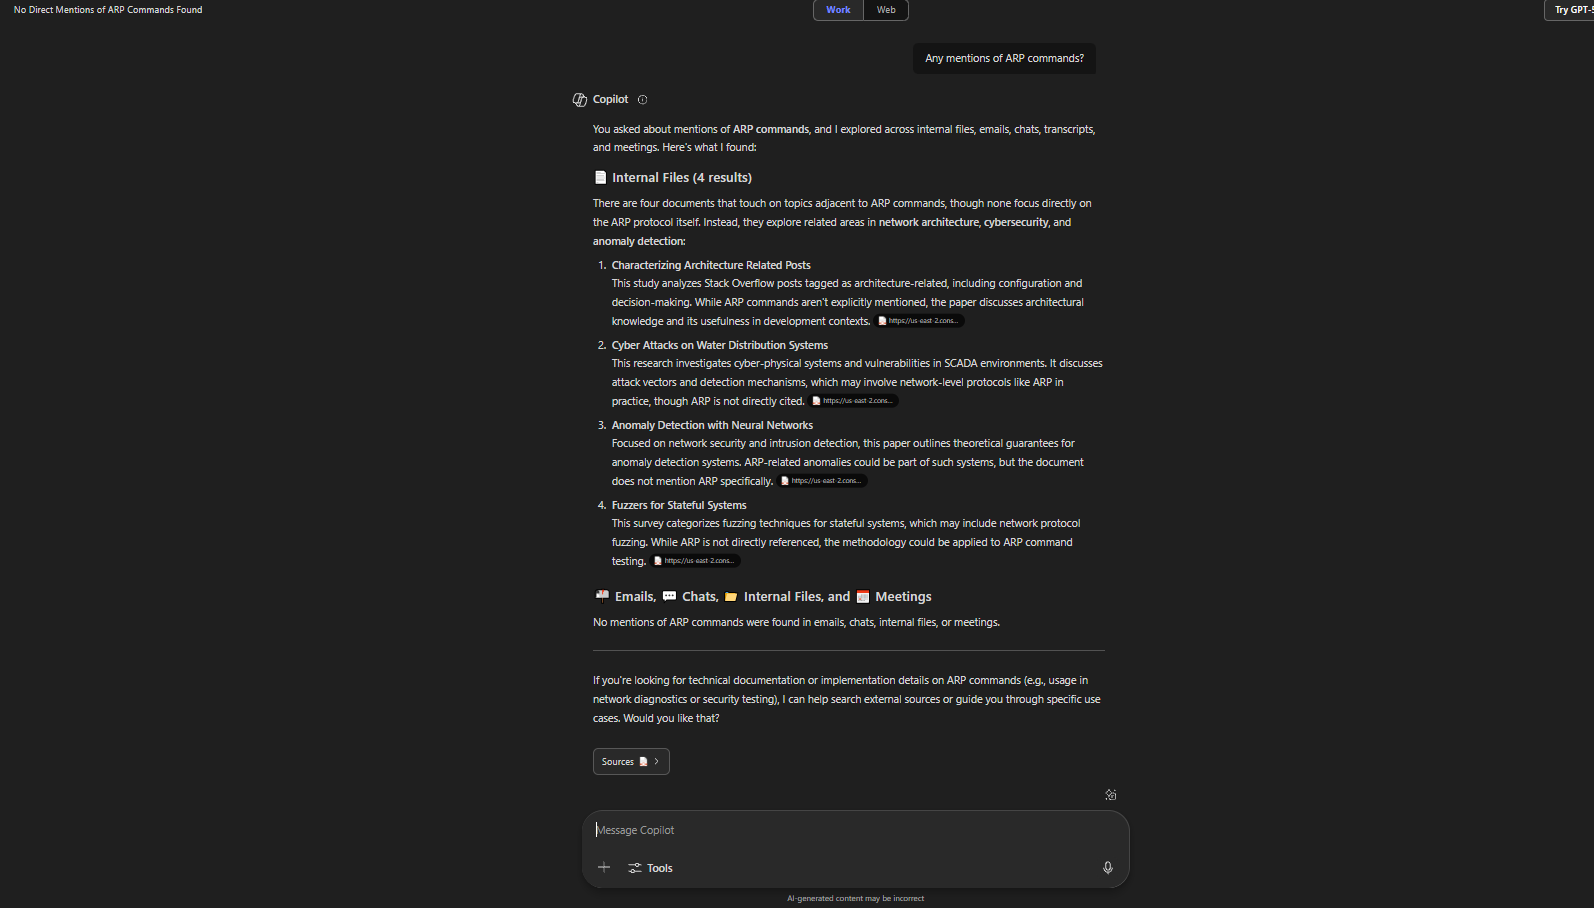 No Direct Mentions of ARP Commands Found
Work
Web
Try GPT-5
Any mentions of ARP commands?
Copilot
You asked about mentions of ARP commands, and I explored across internal files, emails, chats, transcripts,
and meetings. Here's what I found:
Internal Files (4 results)
There are four documents that touch on topics adjacent to ARP commands, though none focus directly on
the ARP protocol itself. Instead, they explore related areas in network architecture, cybersecurity, and
anomaly detection:
1. Characterizing Architecture Related Posts
This study analyzes Stack Overflow posts tagged as architecture-related, including configuration and
decision-making. While ARP commands aren't explicitly mentioned, the paper discusses architectural
knowledge and its usefulness in development contexts. https://us-east-2.cons...
2. Cyber Attacks on Water Distribution Systems
This research investigates cyber-physical systems and vulnerabilities in SCADA environments. It discusses
attack vectors and detection mechanisms, which may involve network-level protocols like ARP in
practice, though ARP is not directly cited. https://us-east-2.cons...
3. Anomaly Detection with Neural Networks
Focused on network security and intrusion detection, this paper outlines theoretical guarantees for
anomaly detection systems. ARP-related anomalies could be part of such systems, but the document
does not mention ARP specifically. https://us-east-2.cons...
4. Fuzzers for Stateful Systems
This survey categorizes fuzzing techniques for stateful systems, which may include network protocol
fuzzing. While ARP is not directly referenced, the methodology could be applied to ARP command
testing. https://us-east-2.cons...
Emails, Chats, Internal Files, and Meetings
No mentions of ARP commands were found in emails, chats, internal files, or meetings.
If you're looking for technical documentation or implementation details on ARP commands (e.g., usage in
network diagnostics or security testing), I can help search external sources or guide you through specific use
cases. Would you like that?
Sources
Message Copilot
Tools
AI-generated content may be incorrect